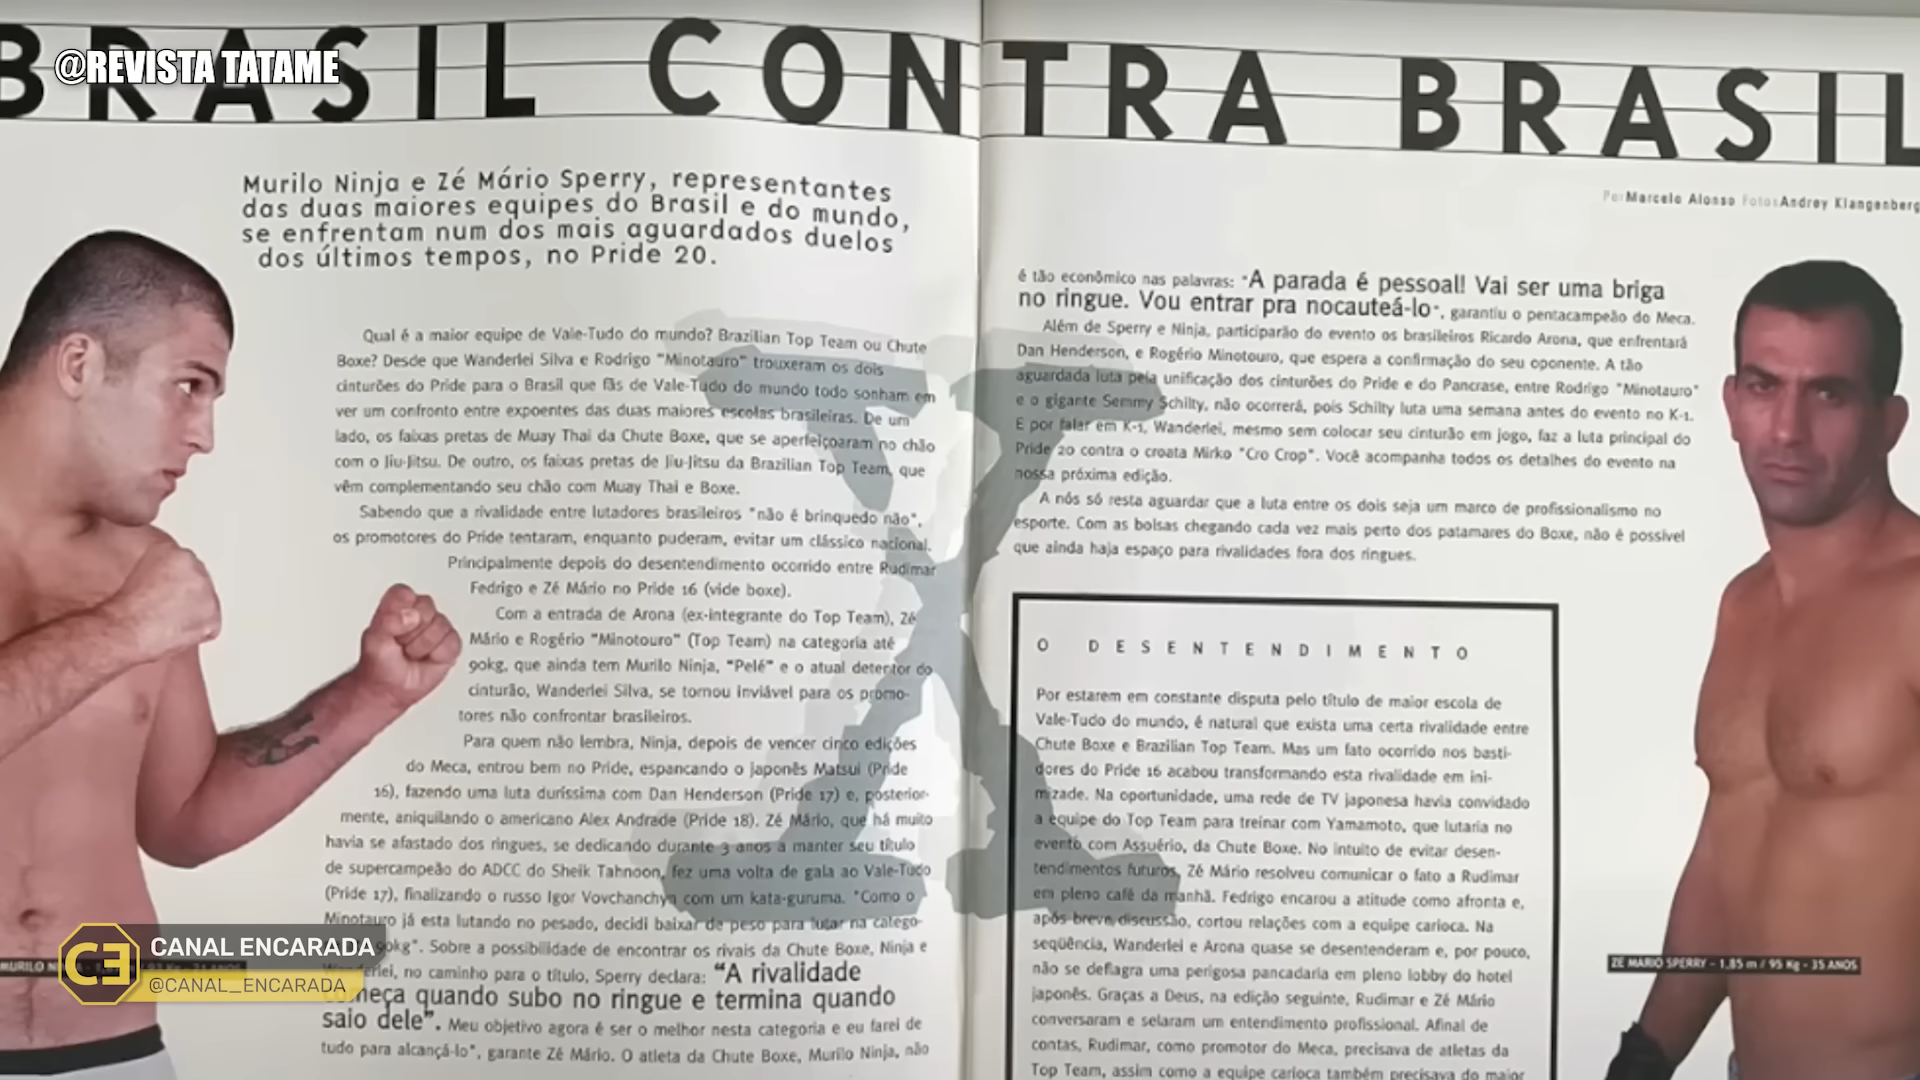 BRASIL CONTRA BRASIL
@REVISTA TATAME
Murilo Ninja e Zé Mário Sperry, representantes
das duas maiores equipes do Brasil e do mundo,
se enfrentam num dos mais aguardados duelos
dos últimos tempos, no Pride 20.
Por Marcelo Alonso Fotos Andrey Klangenberg
Qual é a maior equipe de Vale-Tudo do mundo? Brazilian Top Team ou Chute
Boxe? Desde que Wanderlei Silva e Rodrigo "Minotauro" trouxeram os dois
cinturões do Pride para o Brasil que fãs de Vale-Tudo do mundo todo sonham em
ver um confronto entre expoentes das duas maiores escolas brasileiras. De um
lado, os faixas pretas de Muay Thai da Chute Boxe, que se aperfeiçoaram no chão
com o Jiu-Jitsu. De outro, os faixas pretas de Jiu-Jitsu da Brazilian Top Team, que
vêm complementando seu chão com Muay Thai e Boxe.
Sabendo que a rivalidade entre lutadores brasileiros "não é brinquedo não",
os promotores do Pride tentaram, enquanto puderam, evitar um clássico nacional.
Principalmente depois do desentendimento ocorrido entre Rudimar
Fedrigo e Zé Mário no Pride 16 (vide boxe).
Com a entrada de Arona (ex-integrante do Top Team), Zé
Mário e Rogério "Minotouro" (Top Team) na categoria até
90kg, que ainda tem Murilo Ninja, "Pelé" e o atual detentor do
cinturão, Wanderlei Silva, se tornou inviável para os promo-
tores não confrontar brasileiros.
Para quem não lembra, Ninja, depois de vencer cinco edições
do Meca, entrou bem no Pride, espancando o japonês Matsui (Pride
16), fazendo uma luta duríssima com Dan Henderson (Pride 17) e, posterior-
mente, aniquilando o americano Alex Andrade (Pride 18). Zé Mário, que há muito
havia se afastado dos ringues, se dedicando durante 3 anos a manter seu título
de supercampeão do ADCC do Sheik Tahnoon, fez uma volta de gala ao Vale-Tudo
(Pride 17), finalizando o russo Igor Vovchanchyn com um kata-guruma. "Como o
Minotauro já esta lutando no pesado, decidi baixar de peso para lutar na catego-
90kg". Sobre a possibilidade de encontrar os rivais da Chute Boxe, Ninja e
Wanderlei, no caminho para o título, Sperry declara: "A rivalidade
começa quando subo no ringue e termina quando
saio dele". Meu objetivo agora é ser o melhor nesta categoria e eu farei de
tudo para alcançá-lo", garante Zé Mário. O atleta da Chute Boxe, Murilo Ninja, não
é tão econômico nas palavras: "A parada é pessoal! Vai ser uma briga
no ringue. Vou entrar pra nocauteá-lo", garantiu o pentacampeão do Meca.
Além de Sperry e Ninja, participarão do evento os brasileiros Ricardo Arona, que enfrentará
Dan Henderson, e Rogério Minotouro, que espera a confirmação do seu oponente. A tão
aguardada luta pela unificação dos cinturões do Pride e do Pancrase, entre Rodrigo "Minotauro"
e o gigante Semmy Schilty, não ocorrerá, pois Schilty luta uma semana antes do evento no K-1.
E por falar em K-1, Wanderlei, mesmo sem colocar seu cinturão em jogo, faz a luta principal do
Pride 20 contra o croata Mirko "Cro Crop". Você acompanha todos os detalhes do evento na
nossa próxima edição.
A nós só resta aguardar que a luta entre os dois seja um marco de profissionalismo no
esporte. Com as bolsas chegando cada vez mais perto dos patamares do Boxe, não é possível
que ainda haja espaço para rivalidades fora dos ringues.
O DESENTENDIMENTO
Por estarem em constante disputa pelo título de maior escola de
Vale-Tudo do mundo, é natural que exista uma certa rivalidade entre
Chute Boxe e Brazilian Top Team. Mas um fato ocorrido nos basti-
dores do Pride 16 acabou transformando esta rivalidade em ini-
mizade. Na oportunidade, uma rede de TV japonesa havia convidado
a equipe do Top Team para treinar com Yamamoto, que lutaria no
evento com Assuério, da Chute Boxe. No intuito de evitar desen-
tendimentos futuros, Zé Mário resolveu comunicar o fato a Rudimar
em pleno café da manhã. Fedrigo encarou a atitude como afronta e,
após breve discussão, cortou relações com a equipe carioca. Na
seqüência, Wanderlei e Arona quase se desentenderam e, por pouco,
não se deflagra uma perigosa pancadaria em pleno lobby do hotel
japonês. Graças a Deus, na edição seguinte, Rudimar e Zé Mário
conversaram e selaram um entendimento profissional. Afinal de
contas, Rudimar, como promotor do Meca, precisava de atletas da
Top Team, assim como a equipe carioca também precisava do maior
ZÉ MARIO SPERRY - 1,85 m / 95 Kg - 35 ANOS
MURILO
CE
CANAL ENCARADA
@CANAL_ENCARADA